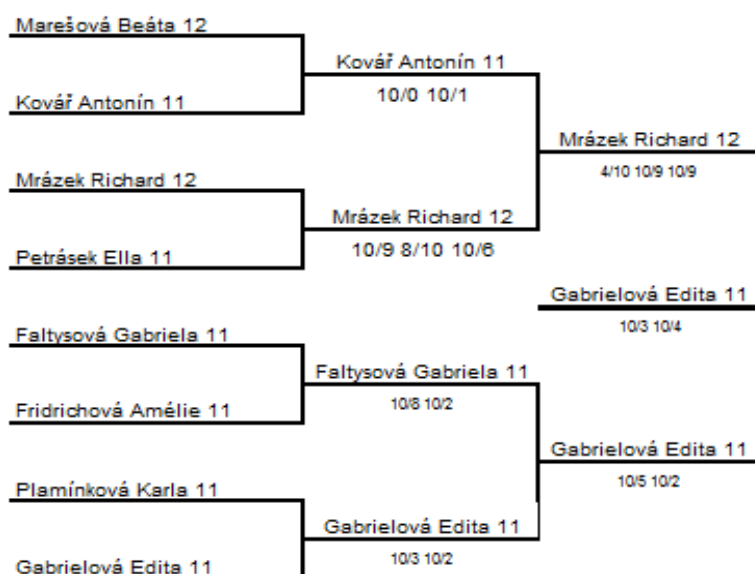 Marešová Beáta 12
Kovář Antonín 11
Kovář Antonín 11
10/0 10/1
Mrázek Richard 12
4/10 10/9 10/9
Mrázek Richard 12
Mrázek Richard 12
10/9 8/10 10/6
Petrásek Ella 11
Gabrielová Edita 11
10/3 10/4
Faltysová Gabriela 11
Faltysová Gabriela 11
10/8 10/2
Fridrichová Amélie 11
Gabrielová Edita 11
10/5 10/2
Plamínková Karla 11
Gabrielová Edita 11
10/3 10/2
Gabrielová Edita 11